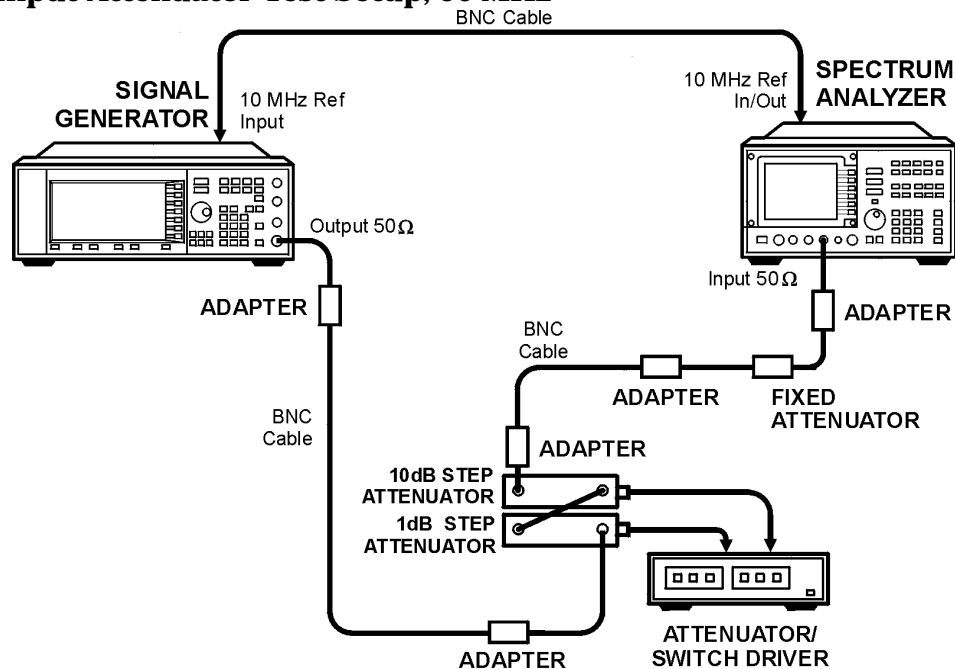 BNC Cable
SIGNAL
GENERATOR
10 MHz Ref
Input
10 MHz Ref
In/Out
SPECTRUM
ANALYZER
Output 50Ω
Input 50Ω
ADAPTER
ADAPTER
BNC
Cable
ADAPTER
FIXED
ATTENUATOR
BNC
Cable
ADAPTER
10dB STEP
ATTENUATOR
1dB STEP
ATTENUATOR
ADAPTER
ATTENUATOR/
SWITCH DRIVER